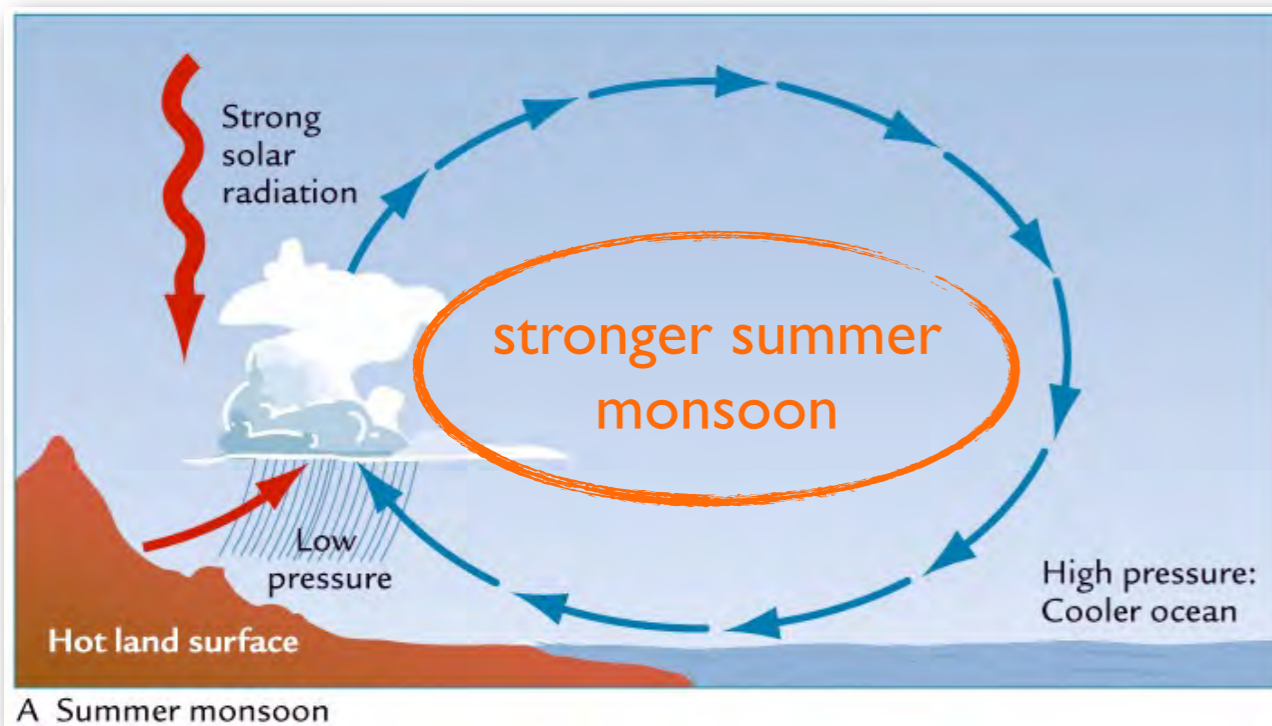 Strong
solar
radiation
stronger summer
monsoon
Low
pressure
High pressure:
Cooler ocean
Hot land surface
A Summer monsoon